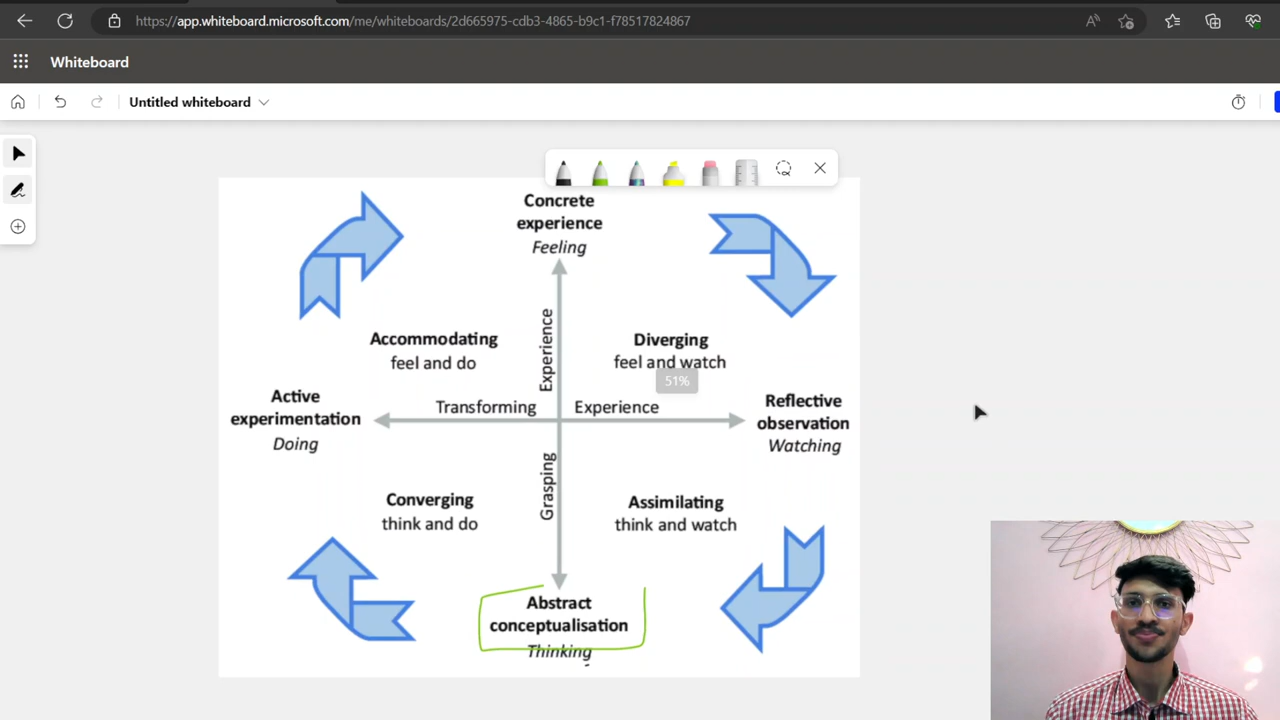 https://app.whiteboard.microsoft.com/me/whiteboards/2d665975-cdb3-4865-b9c1-f78517824867
Whiteboard
Untitled whiteboard
Concrete
experience
Feeling
Accommodating
feel and do
Experience
Diverging
feel and watch
51%
Active
experimentation
Doing
Transforming
Experience
Reflective
observation
Watching
Converging
think and do
Grasping
Assimilating
think and watch
Abstract
conceptualisation
Thinking